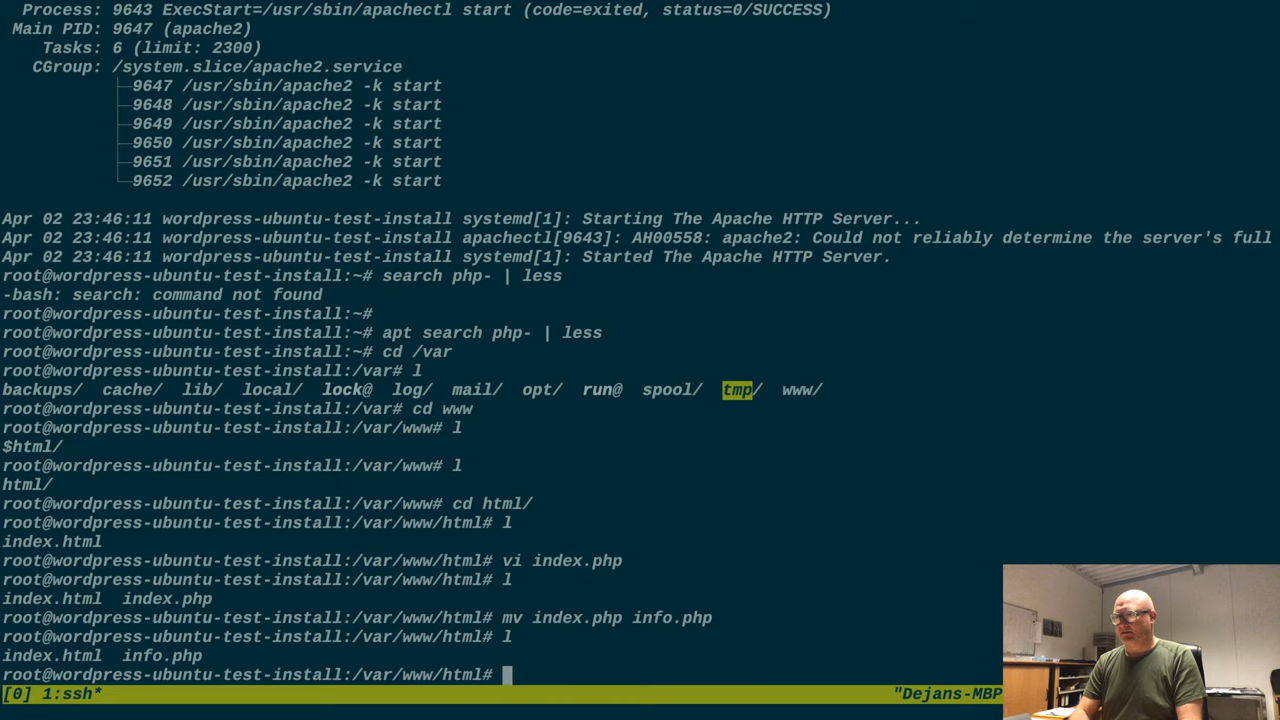 Process: 9643 ExecStart=/usr/sbin/apachectl start (code=exited, status=0/SUCCESS)
Main PID: 9647 (apache2)
Tasks: 6 (limit: 2300)
CGroup: /system.slice/apache2.service
├─9647 /usr/sbin/apache2 -k start
├─9648 /usr/sbin/apache2 -k start
├─9649 /usr/sbin/apache2 -k start
├─9650 /usr/sbin/apache2 -k start
├─9651 /usr/sbin/apache2 -k start
└─9652 /usr/sbin/apache2 -k start
Apr 02 23:46:11 wordpress-ubuntu-test-install systemd[1]: Starting The Apache HTTP Server...
Apr 02 23:46:11 wordpress-ubuntu-test-install apachectl[9643]: AH00558: apache2: Could not reliably determine the server's full
Apr 02 23:46:11 wordpress-ubuntu-test-install systemd[1]: Started The Apache HTTP Server.
root@wordpress-ubuntu-test-install:~# search php- | less
-bash: search: command not found
root@wordpress-ubuntu-test-install:~#
root@wordpress-ubuntu-test-install:~# apt search php- | less
root@wordpress-ubuntu-test-install:~# cd /var
root@wordpress-ubuntu-test-install:/var# l
backups/ cache/ lib/ local/ lock@ log/ mail/ opt/ run@ spool/ tmp/ www/
root@wordpress-ubuntu-test-install:/var# cd www
root@wordpress-ubuntu-test-install:/var/www# l
$html/
root@wordpress-ubuntu-test-install:/var/www# l
html/
root@wordpress-ubuntu-test-install:/var/www# cd html/
root@wordpress-ubuntu-test-install:/var/www/html# l
index.html
root@wordpress-ubuntu-test-install:/var/www/html# vi index.php
root@wordpress-ubuntu-test-install:/var/www/html# l
index.html index.php
root@wordpress-ubuntu-test-install:/var/www/html# mv index.php info.php
root@wordpress-ubuntu-test-install:/var/www/html# l
index.html info.php
root@wordpress-ubuntu-test-install:/var/www/html#
[0] 1:ssh* "Dejans-MBP